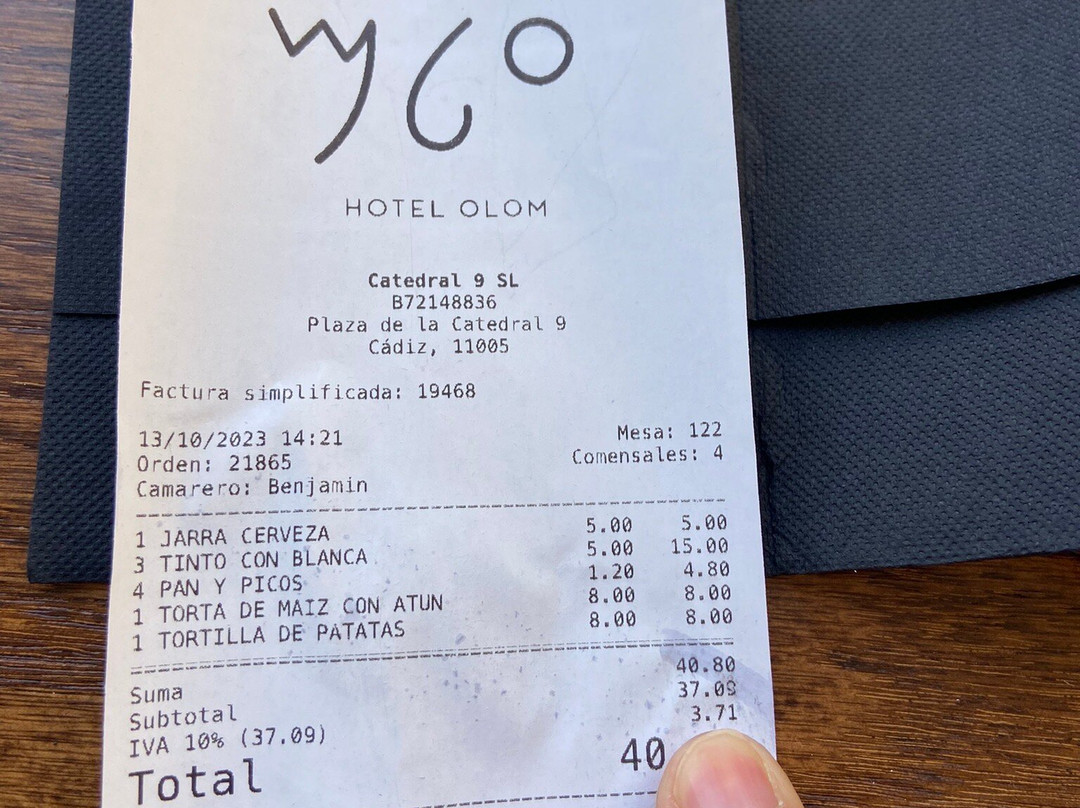 HOTEL OLOM
Catedral 9 SL
B72148836
Plaza de la Catedral 9
Cádiz, 11005
Factura simplificada: 19468
13/10/2023 14:21 Mesa: 122
Orden: 21865 Comensales: 4
Camarero: Benjamin
1 JARRA CERVEZA 5.00 5.00
3 TINTO CON BLANCA 5.00 15.00
4 PAN Y PICOS 1.20 4.80
1 TORTA DE MAIZ CON ATUN 8.00 8.00
1 TORTILLA DE PATATAS 8.00 8.00
Suma 40.80
Subtotal 37.09
IVA 10% (37.09) 3.71
Total 40